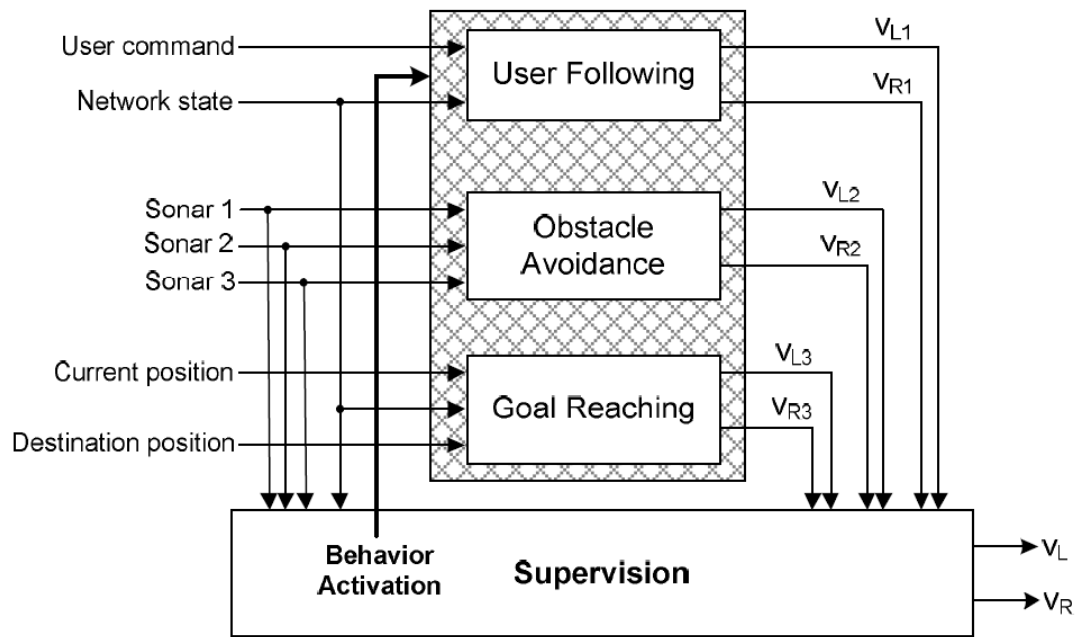 User command
Network state
Sonar 1
Sonar 2
Sonar 3
Current position
Destination position
User Following
Obstacle
Avoidance
Goal Reaching
VL1
VR1
VL2
VR2
VL3
VR3
Behavior
Activation
Supervision
VL
VR